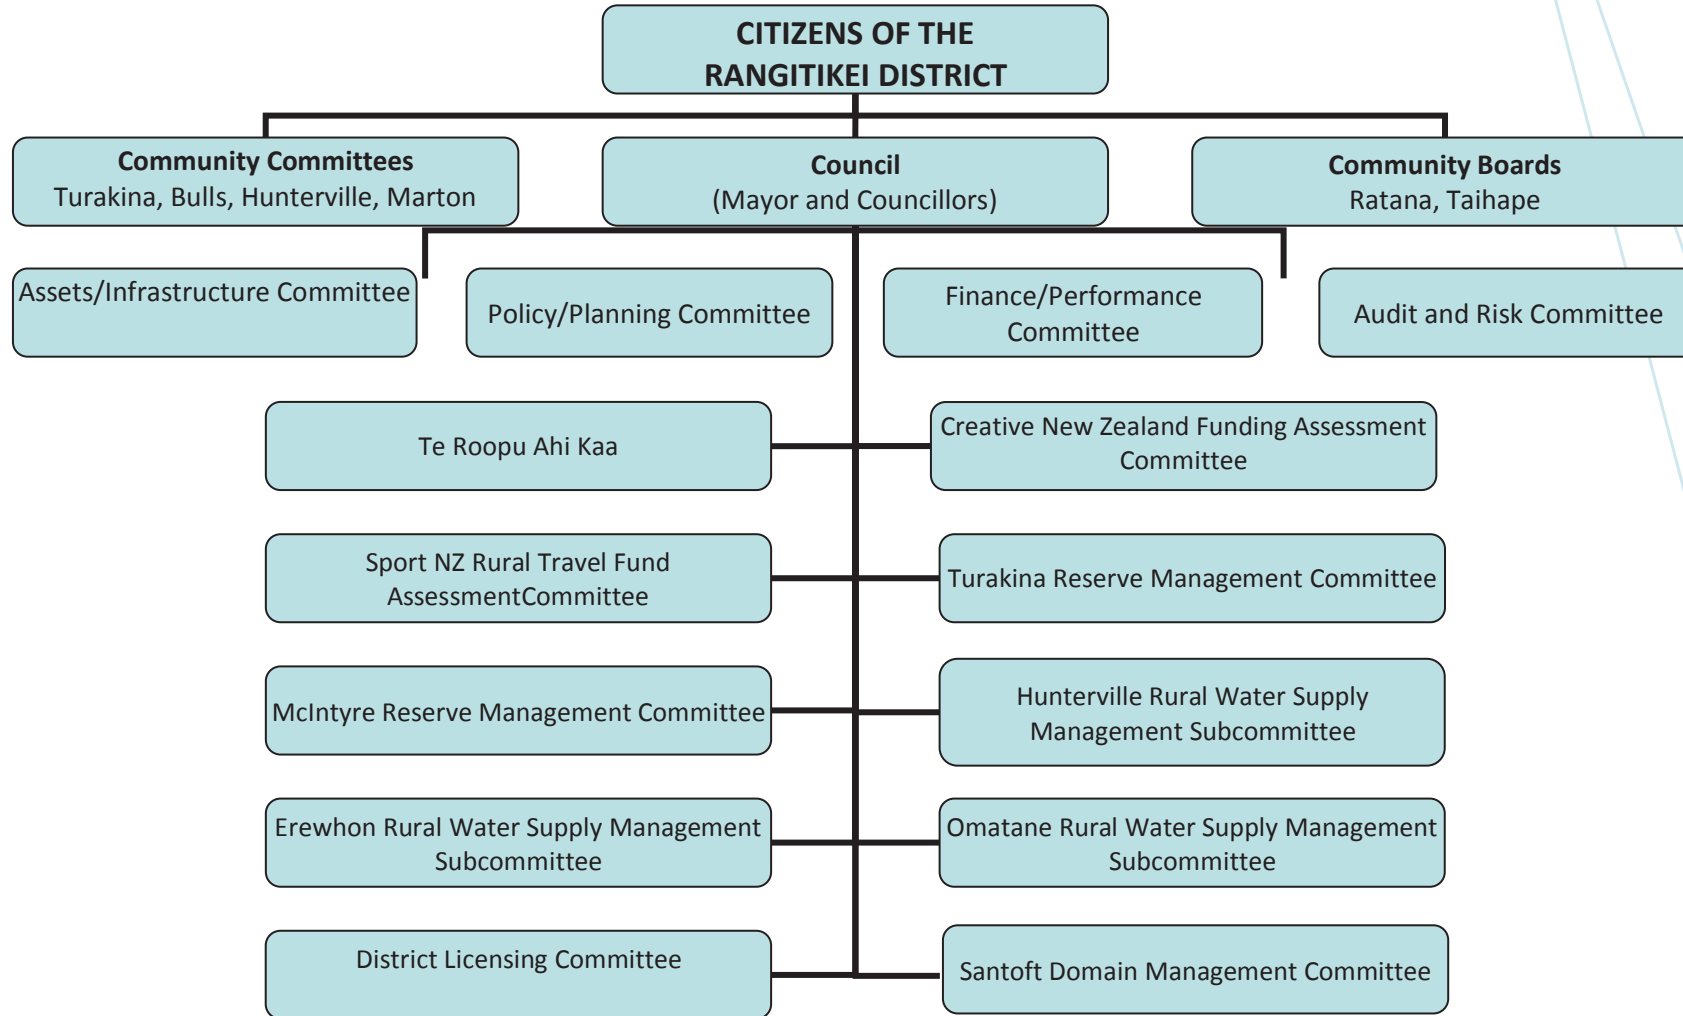 CITIZENS OF THE
RANGITIKEI DISTRICT
Community Committees
Turakina, Bulls, Hunterville, Marton
Council
(Mayor and Councillors)
Community Boards
Ratana, Taihape
Assets/Infrastructure Committee
Policy/Planning Committee
Finance/Performance
Committee
Audit and Risk Committee
Te Roopu Ahi Kaa
Creative New Zealand Funding Assessment
Committee
Sport NZ Rural Travel Fund
AssessmentCommittee
Turakina Reserve Management Committee
McIntyre Reserve Management Committee
Hunterville Rural Water Supply
Management Subcommittee
Erewhon Rural Water Supply Management
Subcommittee
Omatane Rural Water Supply Management
Subcommittee
District Licensing Committee
Santoft Domain Management Committee